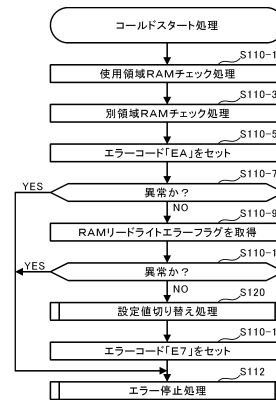 コールドスタート処理
S110-1
使用領域RAMチェック処理
S110-3
別領域RAMチェック処理
S110-5
エラーコード「EA」をセット
S110-7
YES
異常か?
NO
S110-9
RAMリードライトエラーフラグを取得
S110-1
YES
異常か?
NO
S120
設定値切り替え処理
S110-1
エラーコード「E7」をセット
S112
エラー停止処理